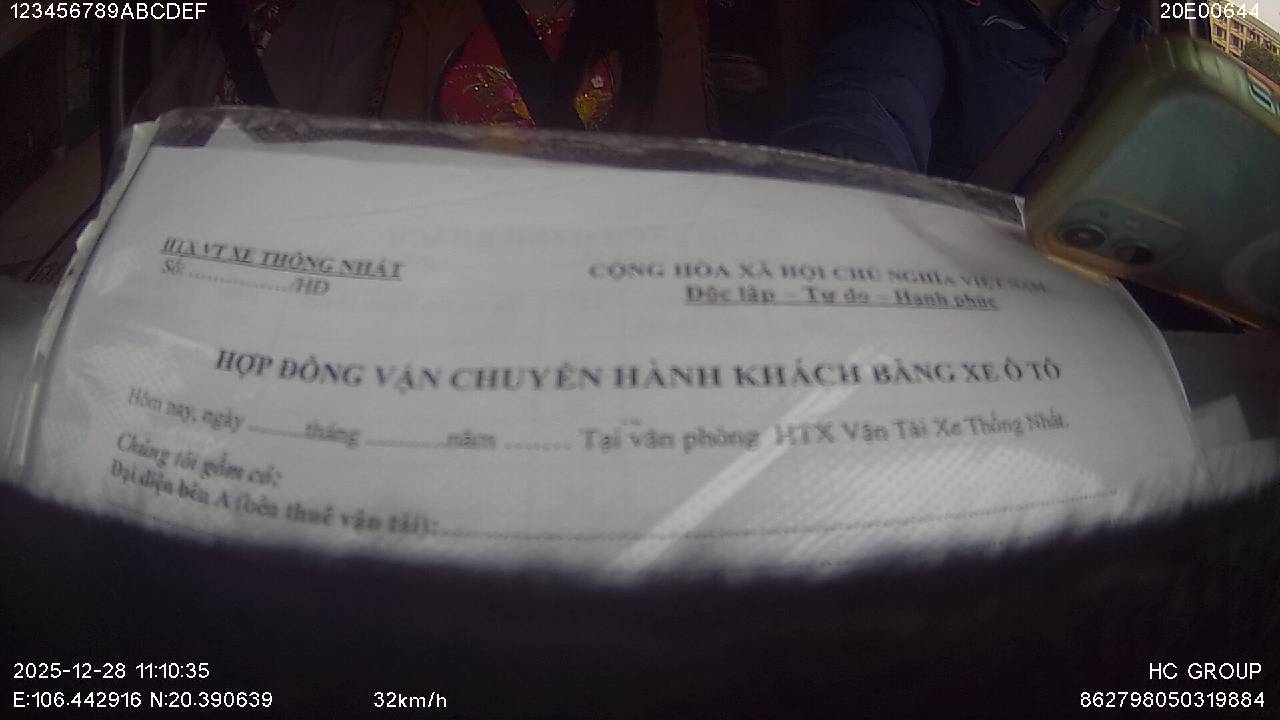 123456789ABCDEF
20E00644
HTX VT XE THỐNG NHẤT
Số: ................/HĐ
CỘNG HÒA XÃ HỘI CHỦ NGHĨA VIỆT NAM
Độc lập – Tự do – Hạnh phúc
HỢP ĐỒNG VẬN CHUYỂN HÀNH KHÁCH BẰNG XE Ô TÔ
Hôm nay, ngày ..........tháng ..............năm ........ Tại văn phòng HTX Vận Tải Xe Thống Nhất.
Chúng tôi gồm có:
Đại diện bên A (bên thuê vận tải):
2025-12-28 11:10:35
HC GROUP
E:106.442916 N:20.390639 32km/h
862798050319884